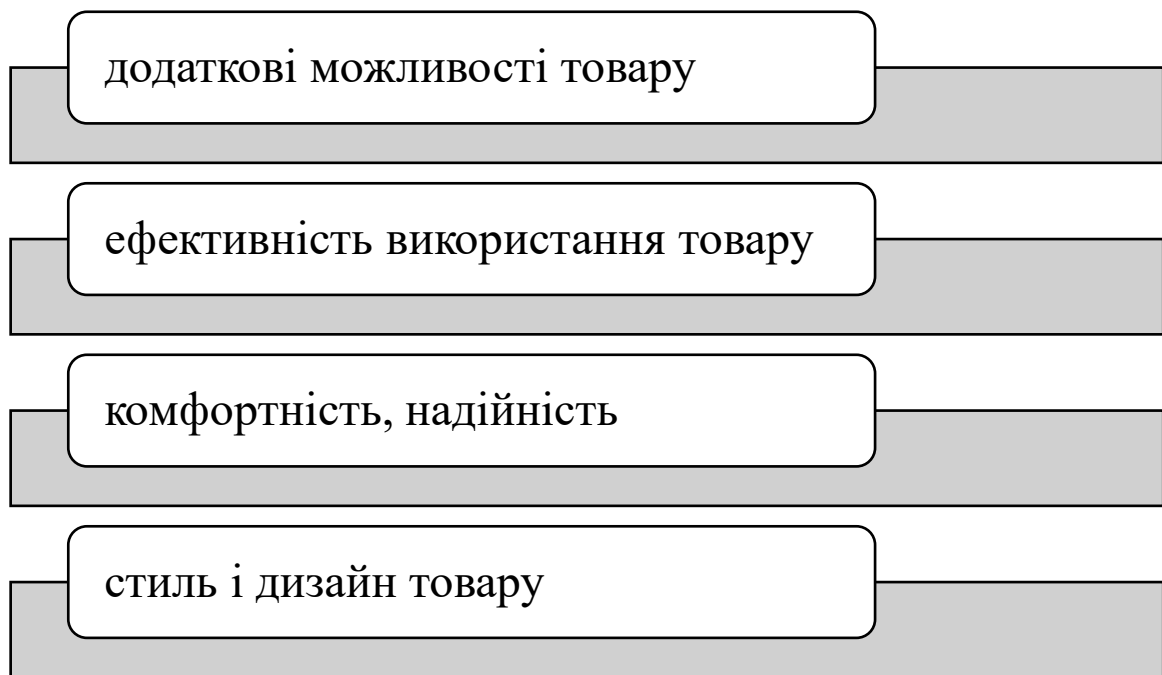 додаткові можливості товару
ефективність використання товару
комфортність, надійність
стиль і дизайн товару